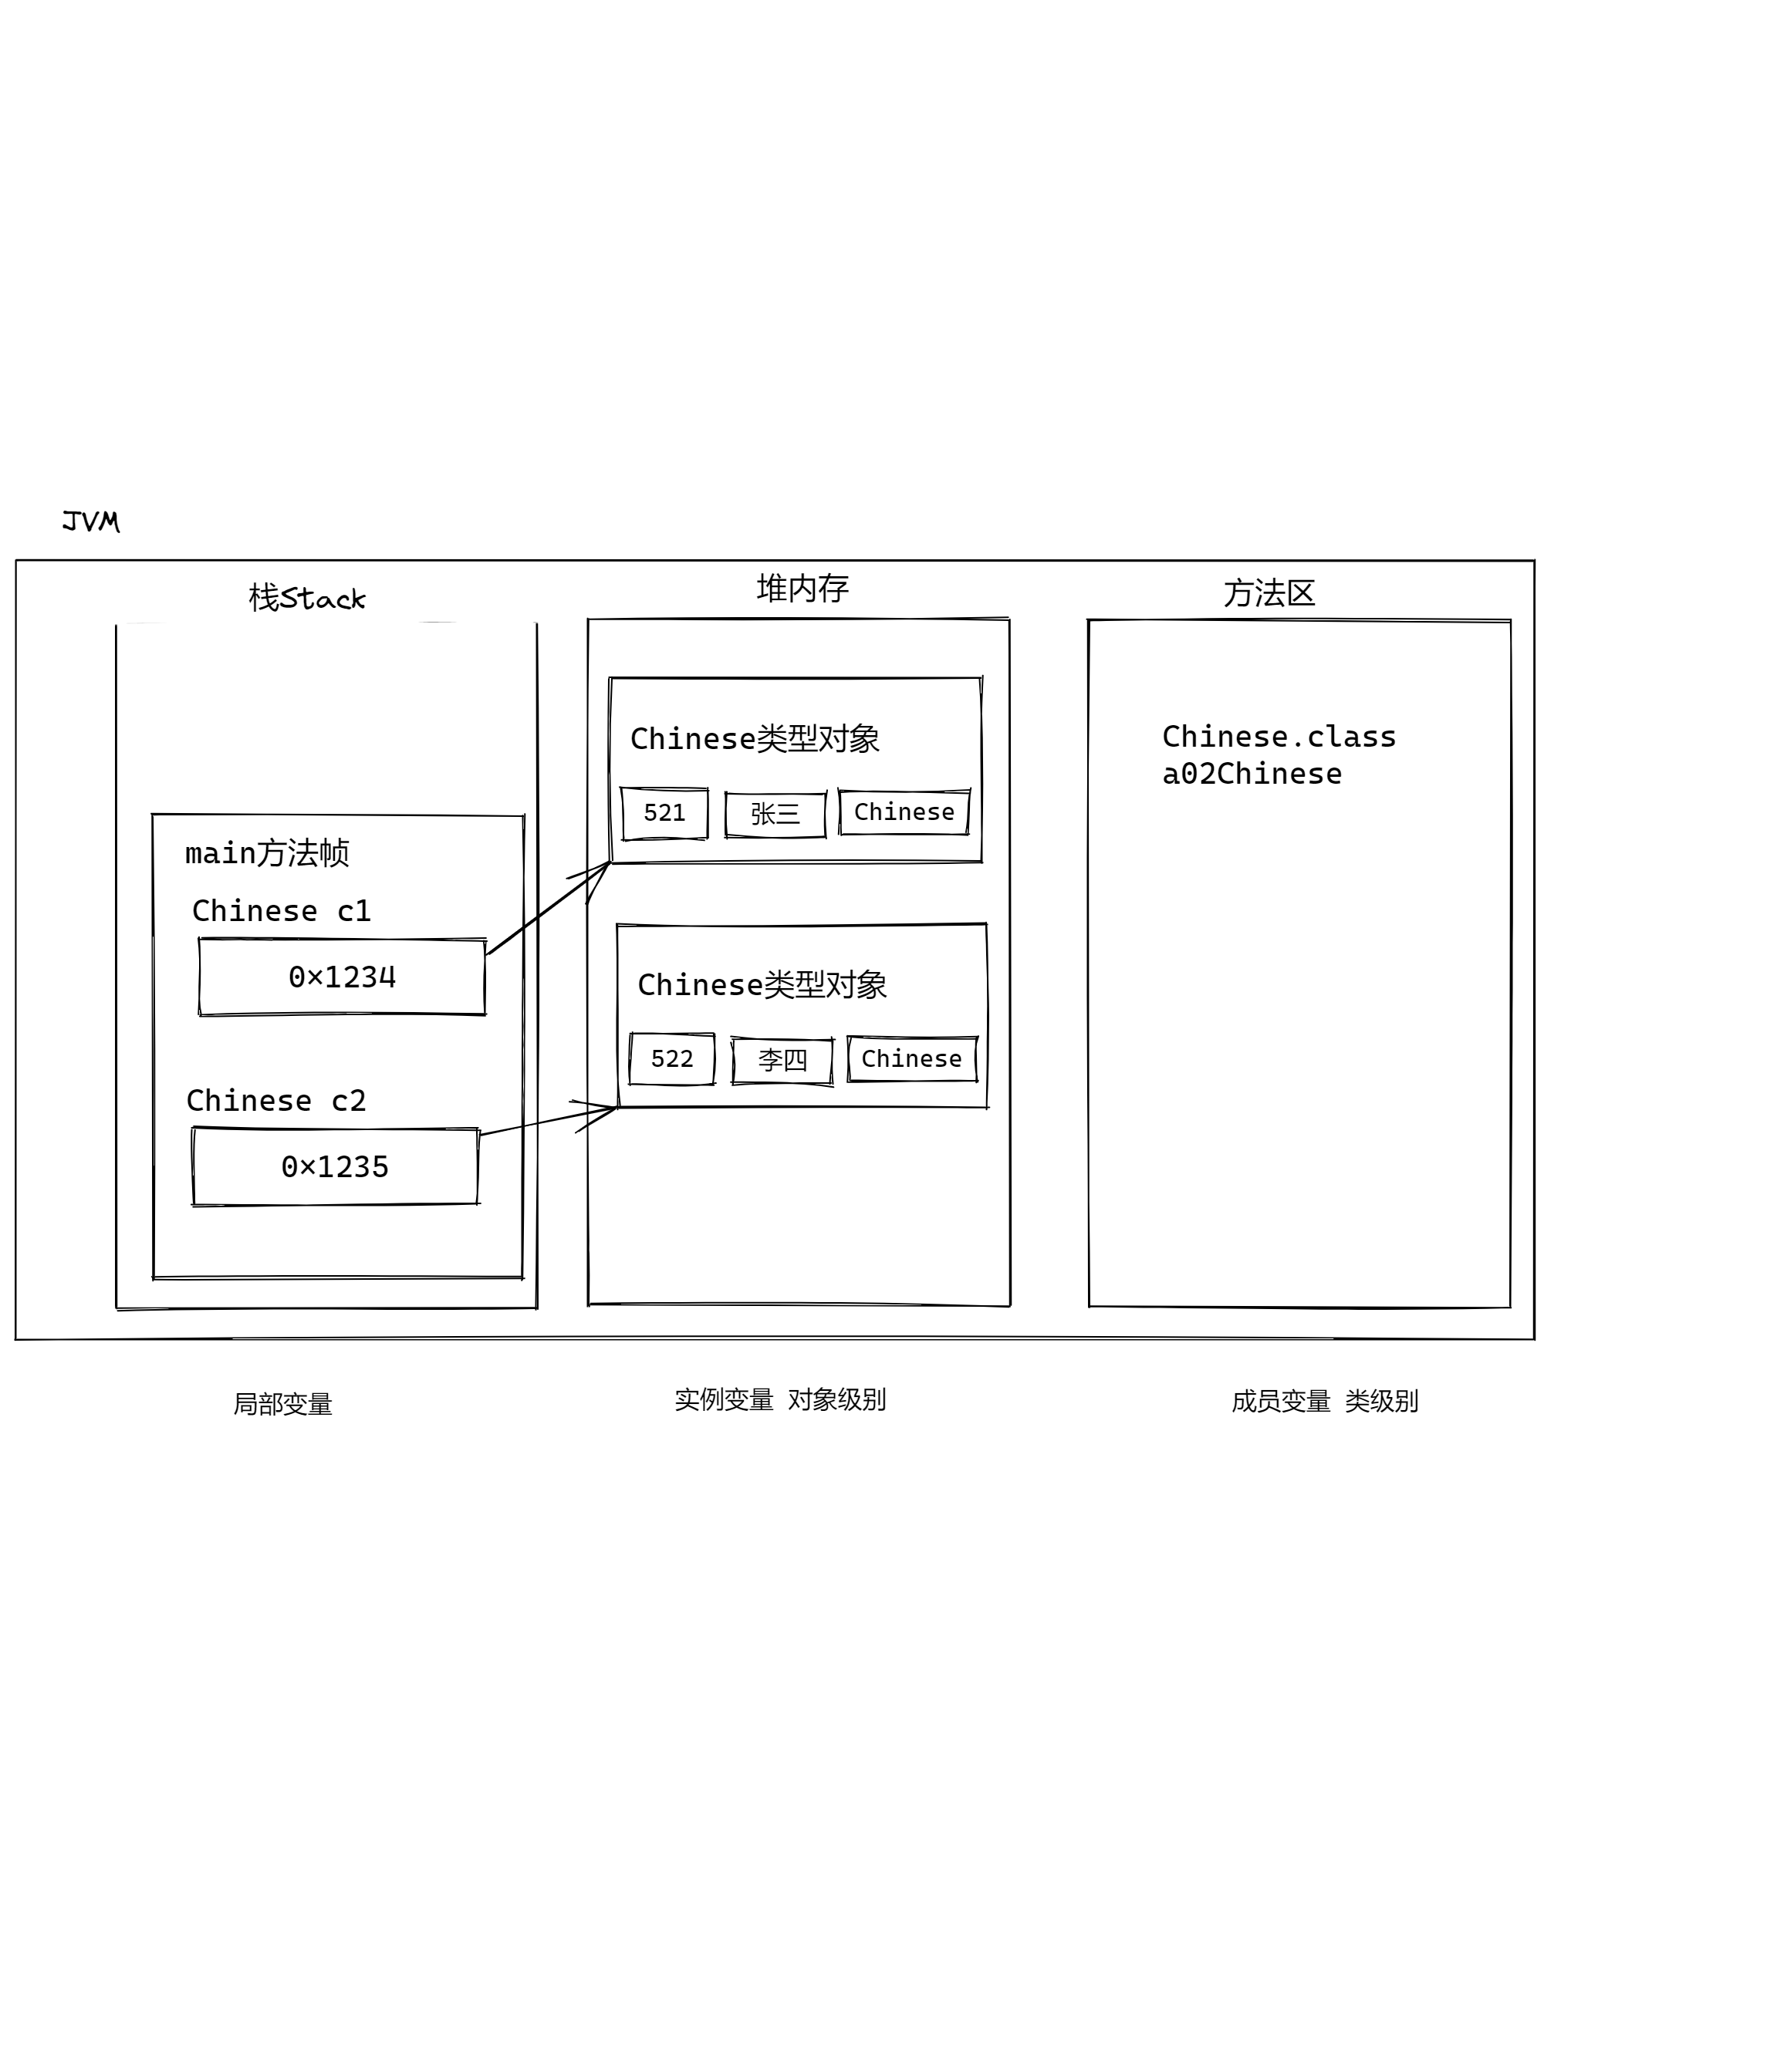 JVM
栈Stack
堆内存
方法区
main方法帧
Chinese c1
0×1234
Chinese c2
0×1235
Chinese类型对象
521
张三
Chinese
Chinese类型对象
522
李四
Chinese
Chinese.class
a02Chinese
局部变量
实例变量 对象级别
成员变量 类级别